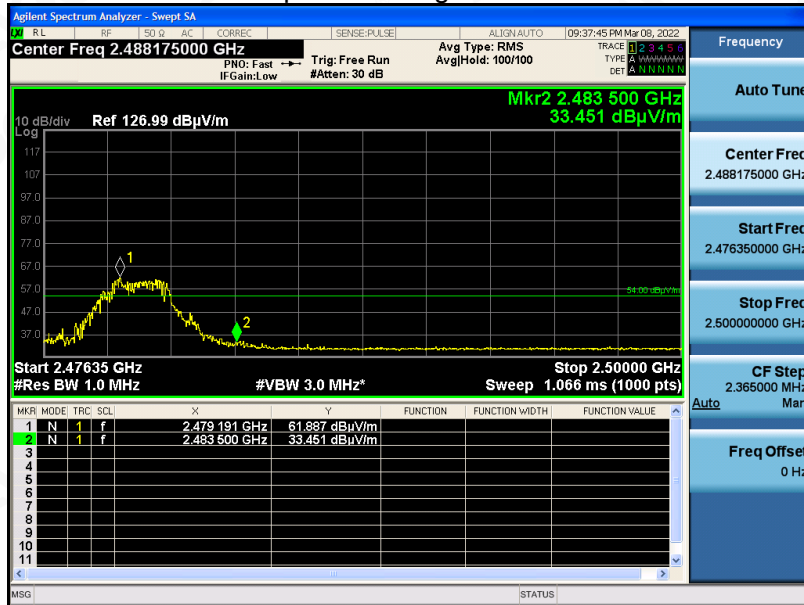 Agilent Spectrum Analyzer - Swept SA
LXI RL RF 50 Ω AC CORREC SENSE:PULSE ALIGN AUTO 09:37:45 PM Mar 08, 2022
Center Freq 2.488175000 GHz
PNO: Fast
IFGain:Low
Trig: Free Run
#Atten: 30 dB
Avg Type: RMS
Avg|Hold: 100/100
TRACE 1 2 3 4 5 6
TYPE A WWWWW
DET A N N N N N
Frequency
Mkr2 2.483 500 GHz
33.451 dBµV/m
10 dB/div Ref 126.99 dBµV/m
Log
117
107
97.0
87.0
77.0
67.0
57.0
47.0
37.0
1
2
54.00 dBµV/m
Start 2.47635 GHz Stop 2.50000 GHz
#Res BW 1.0 MHz #VBW 3.0 MHz* Sweep 1.066 ms (1000 pts)
MKR MODE TRC SCL X Y FUNCTION FUNCTION WIDTH FUNCTION VALUE
1 N 1 f 2.479 191 GHz 61.887 dBµV/m
2 N 1 f 2.483 500 GHz 33.451 dBµV/m
3
4
5
6
7
8
9
10
11
MSG STATUS
Auto Tune
Center Freq
2.488175000 GHz
Start Freq
2.476350000 GHz
Stop Freq
2.500000000 GHz
CF Step
2.365000 MHz
Auto Man
Freq Offset
0 Hz